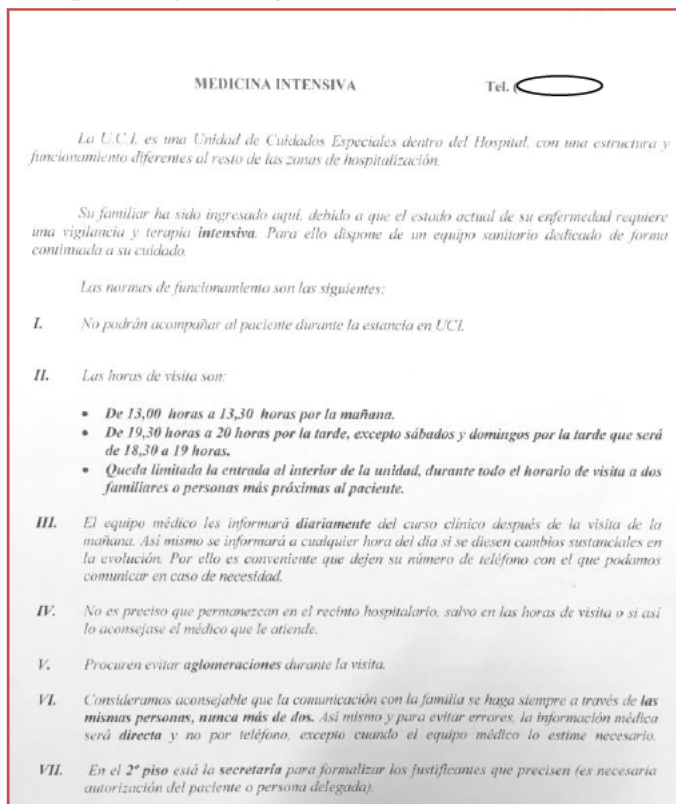 MEDICINA INTENSIVA Tel. (
La U.C.I. es una Unidad de Cuidados Especiales dentro del Hospital, con una estructura y
funcionamiento diferentes al resto de las zonas de hospitalización.
Su familiar ha sido ingresado aquí, debido a que el estado actual de su enfermedad requiere
una vigilancia y terapia intensiva. Para ello dispone de un equipo sanitario dedicado de forma
continuada a su cuidado.
Las normas de funcionamiento son las siguientes:
I. No podrán acompañar al paciente durante la estancia en UCI.
II. Las horas de visita son:
• De 13,00 horas a 13,30 horas por la mañana.
• De 19,30 horas a 20 horas por la tarde, excepto sábados y domingos por la tarde que será
de 18,30 a 19 horas.
• Queda limitada la entrada al interior de la unidad, durante todo el horario de visita a dos
familiares o personas más próximas al paciente.
III. El equipo médico les informará diariamente del curso clínico después de la visita de la
mañana. Así mismo se informará a cualquier hora del día si se diesen cambios sustanciales en
la evolución. Por ello es conveniente que dejen su número de teléfono con el que podamos
comunicar en caso de necesidad.
IV. No es preciso que permanezcan en el recinto hospitalario, salvo en las horas de visita o si así
lo aconsejase el médico que le atiende.
V. Procuren evitar aglomeraciones durante la visita.
VI. Consideramos aconsejable que la comunicación con la familia se haga siempre a través de las
mismas personas, nunca más de dos. Así mismo y para evitar errores, la información médica
será directa y no por teléfono, excepto cuando el equipo médico lo estime necesario.
VII. En el 2º piso está la secretaría para formalizar los justificantes que precisen (es necesaria
autorización del paciente o persona delegada).